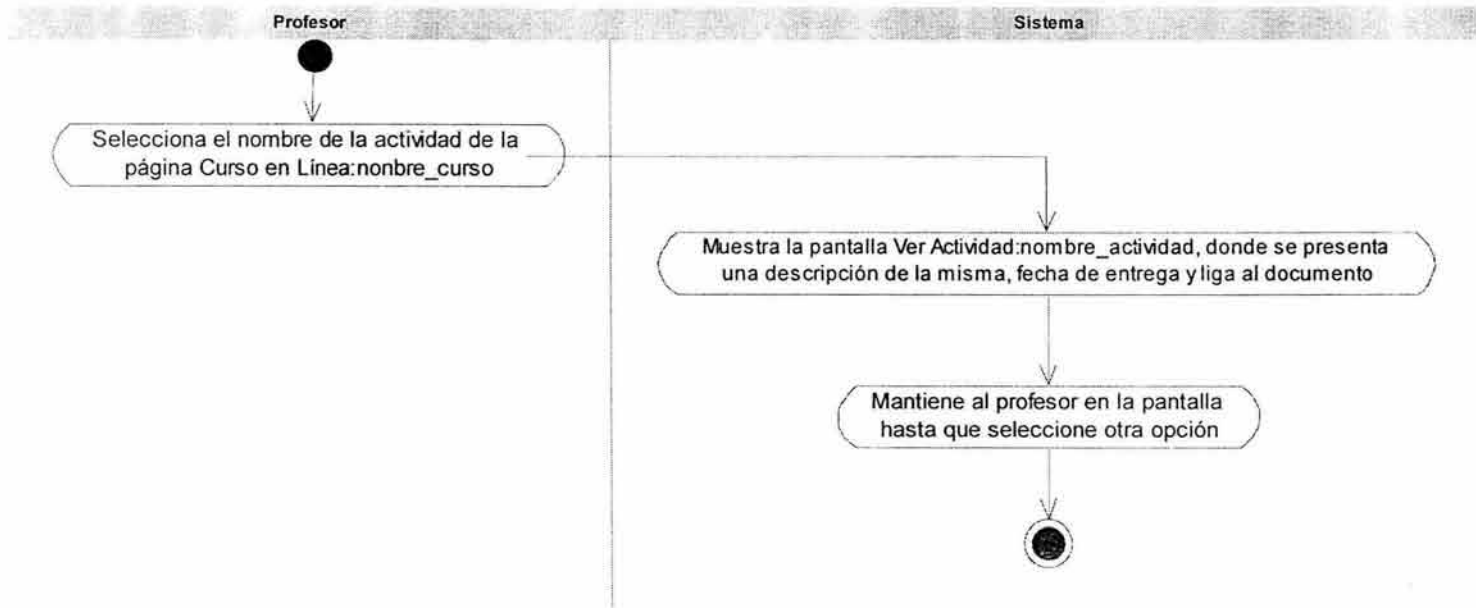 Profesor
Sistema
Selecciona el nombre de la actividad de la
página Curso en Línea:nonbre_curso
Muestra la pantalla Ver Actividad:nombre_actividad, donde se presenta
una descripción de la misma, fecha de entrega y liga al documento
Mantiene al profesor en la pantalla
hasta que seleccione otra opción